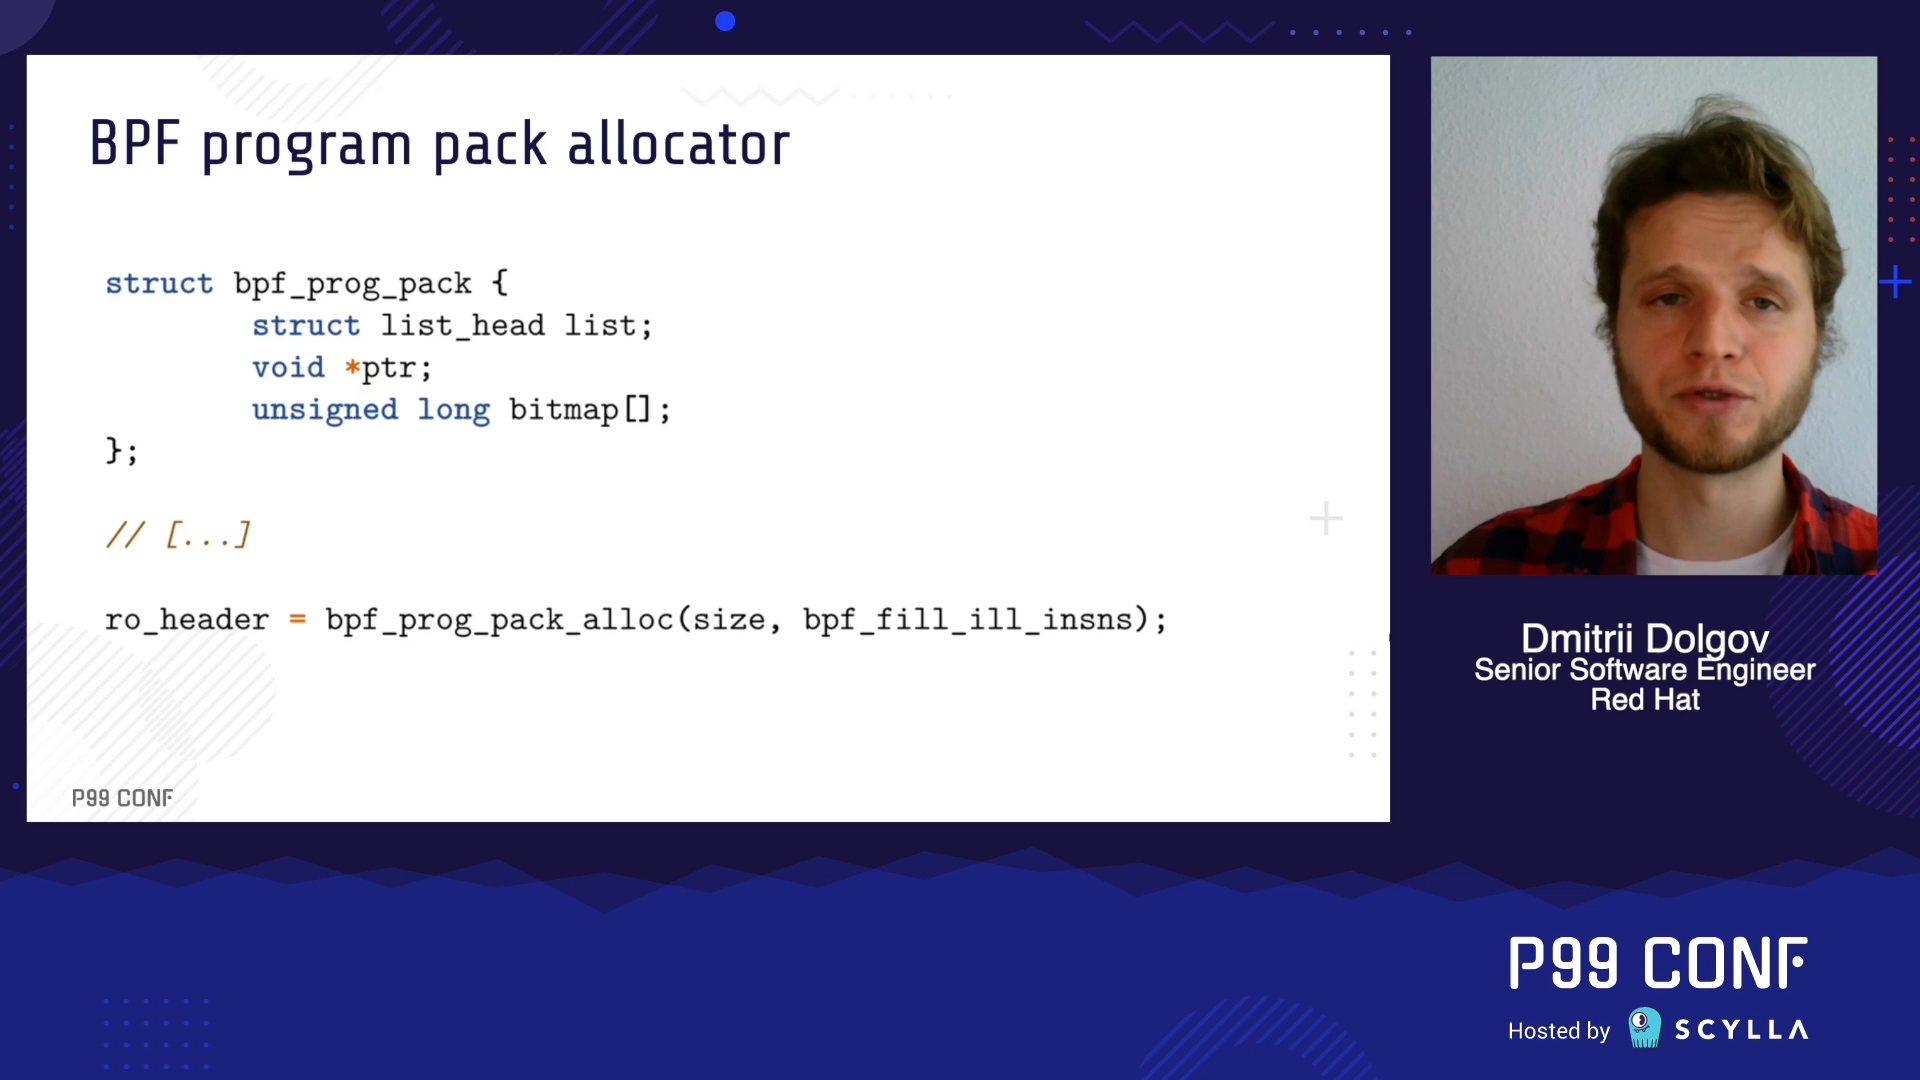 BPF program pack allocator
struct bpf_prog_pack {
struct list_head list;
void *ptr;
unsigned long bitmap[];
};
// [...]
ro_header = bpf_prog_pack_alloc(size, bpf_fill_ill_insns);
P99 CONF
Dmitrii Dolgov
Senior Software Engineer
Red Hat
P99 CONF
Hosted by SCYLLA